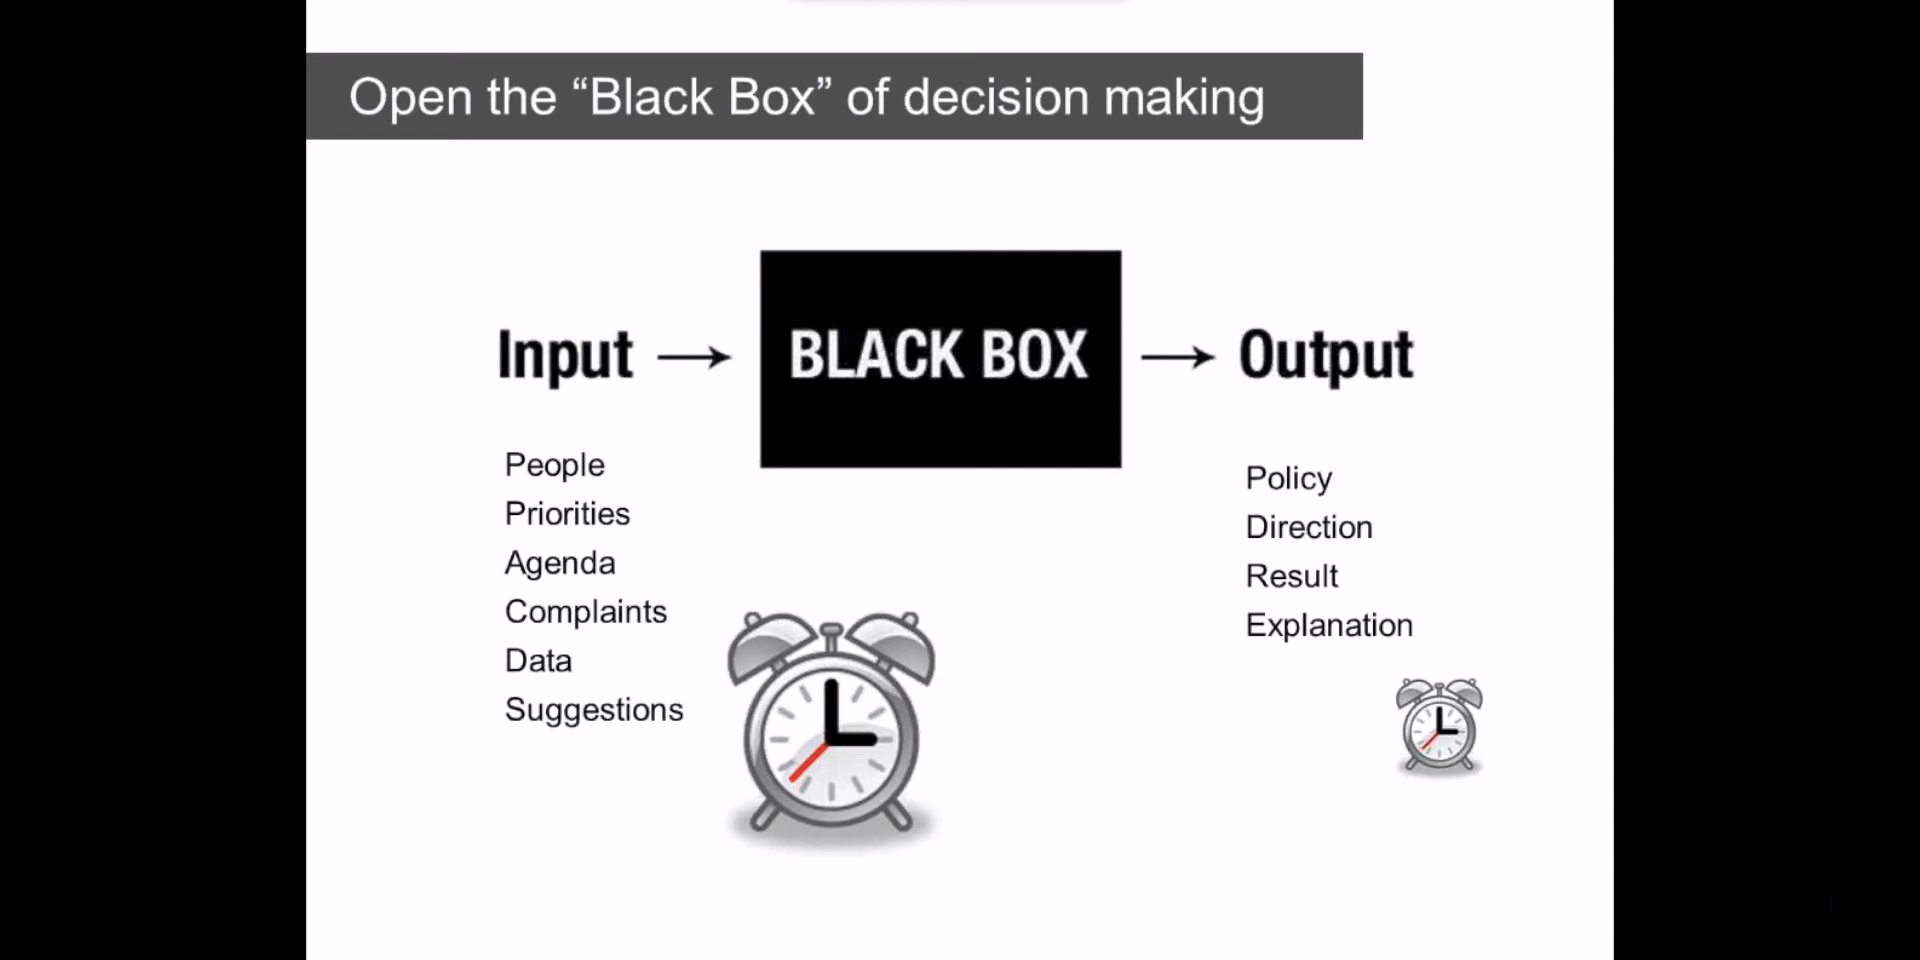 Open the “Black Box” of decision making
Input → BLACK BOX → Output
People
Priorities
Agenda
Complaints
Data
Suggestions
Policy
Direction
Result
Explanation